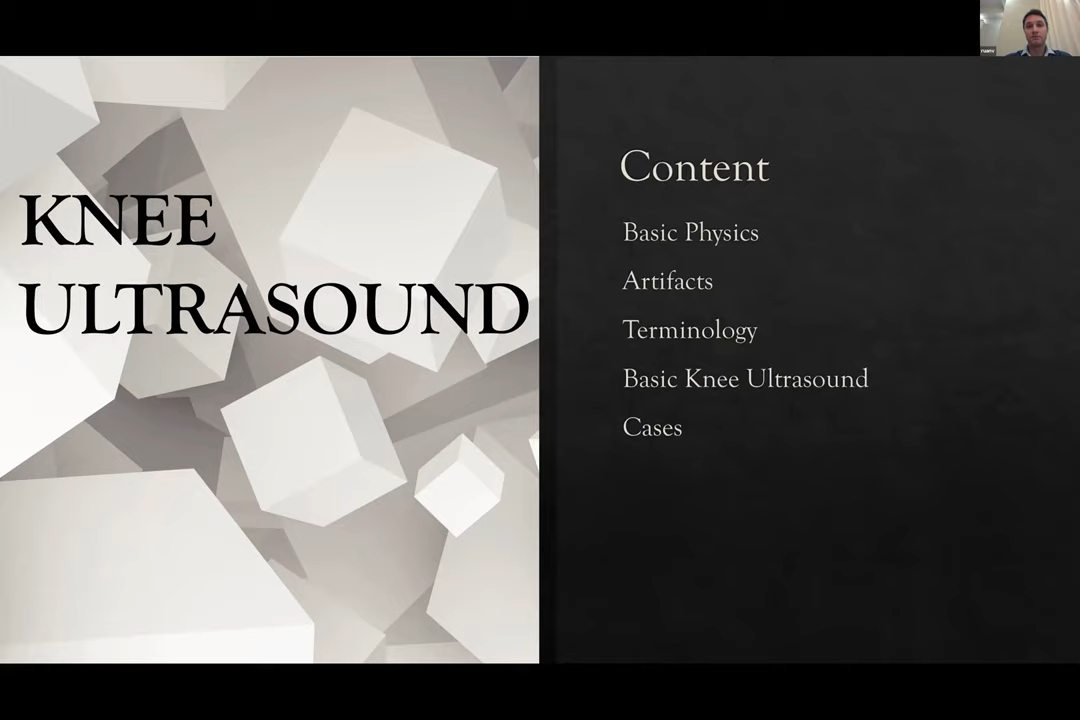 KNEE
ULTRASOUND
Content
Basic Physics
Artifacts
Terminology
Basic Knee Ultrasound
Cases